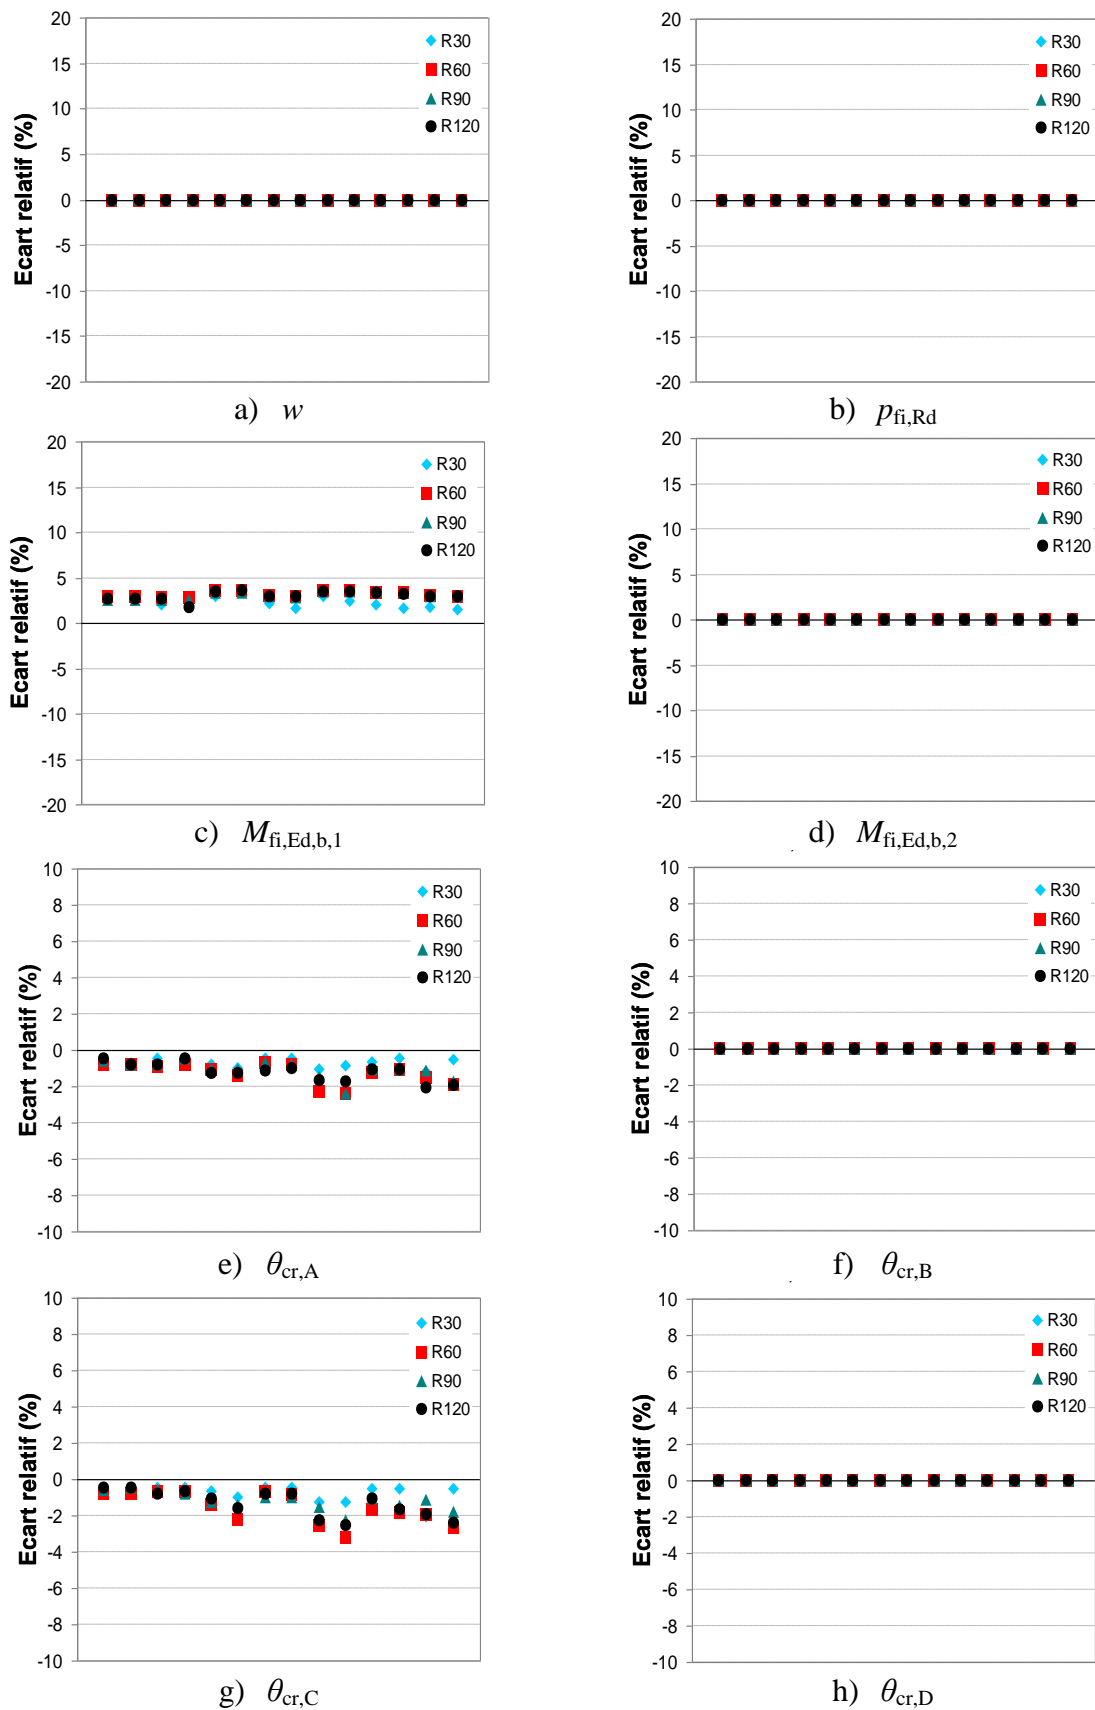 20
15
10
5
0
-5
-10
-15
-20
Ecart relatif (%)
R30
R60
R90
R120
a) w
20
15
10
5
0
-5
-10
-15
-20
Ecart relatif (%)
R30
R60
R90
R120
b) pfi,Rd
20
15
10
5
0
-5
-10
-15
-20
Ecart relatif (%)
R30
R60
R90
R120
c) Mfi,Ed,b,1
20
15
10
5
0
-5
-10
-15
-20
Ecart relatif (%)
R30
R60
R90
R120
d) Mfi,Ed,b,2
10
8
6
4
2
0
-2
-4
-6
-8
-10
Ecart relatif (%)
R30
R60
R90
R120
e) θcr,A
10
8
6
4
2
0
-2
-4
-6
-8
-10
Ecart relatif (%)
R30
R60
R90
R120
f) θcr,B
10
8
6
4
2
0
-2
-4
-6
-8
-10
Ecart relatif (%)
R30
R60
R90
R120
g) θcr,C
10
8
6
4
2
0
-2
-4
-6
-8
-10
Ecart relatif (%)
R30
R60
R90
R120
h) θcr,D